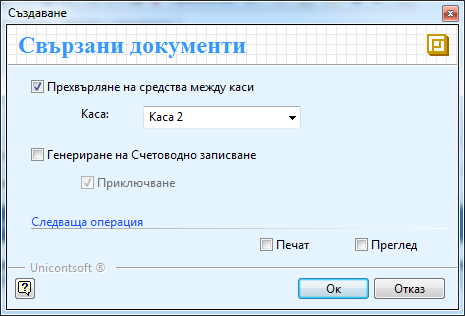 Създаване
Свързани документи
Прехвърляне на средства между каси
Каса: Каса 2
Генериране на Счетоводно записване
Приключване
Следваща операция
Печат Преглед
Unicontsoft ®
Ок Отказ